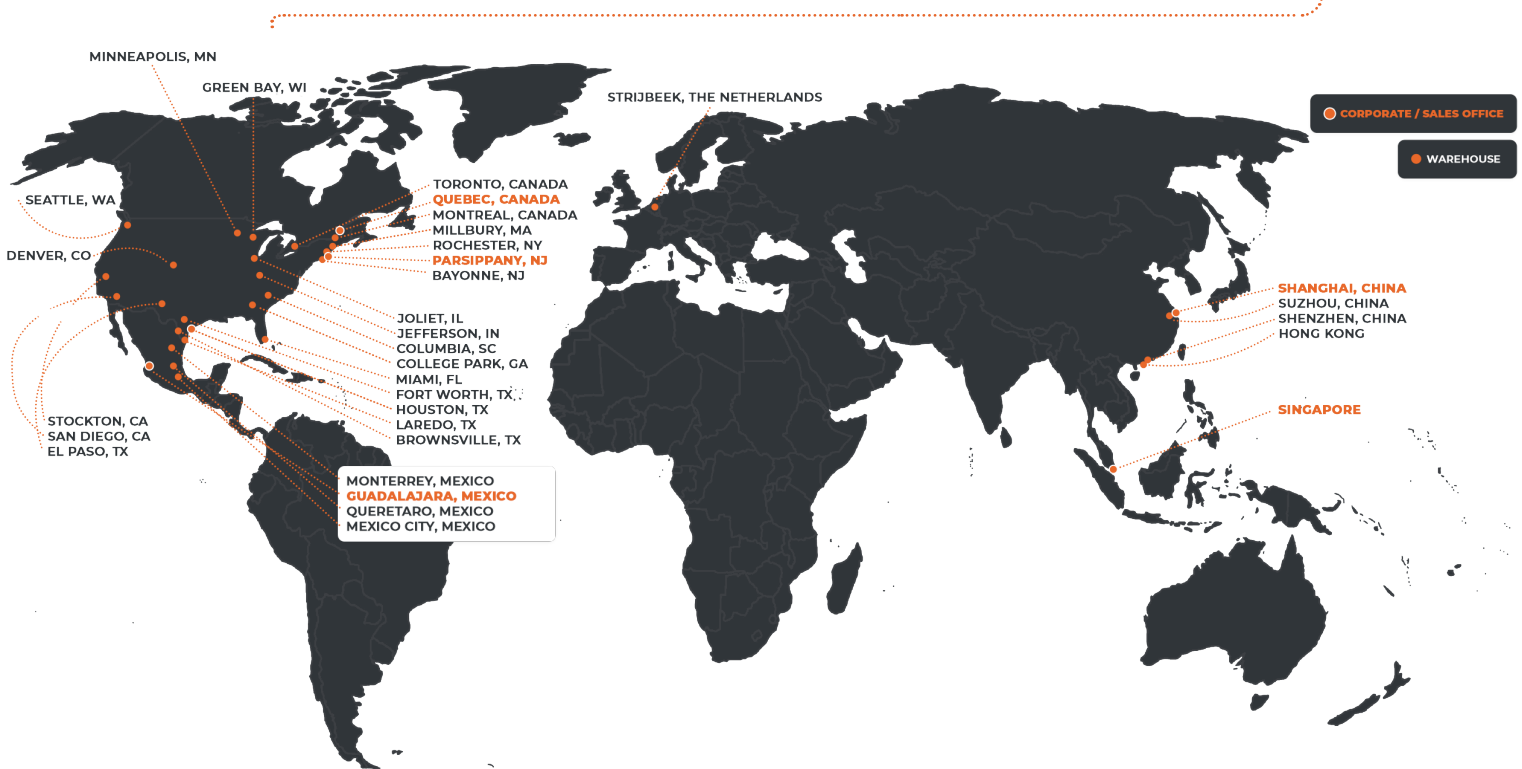 MINNEAPOLIS, MN
GREEN BAY, WI
STRIJBEEK, THE NETHERLANDS
CORPORATE / SALES OFFICE
WAREHOUSE
SEATTLE, WA
DENVER, CO
TORONTO, CANADA
QUEBEC, CANADA
MONTREAL, CANADA
MILLBURY, MA
ROCHESTER, NY
PARSIPPANY, NJ
BAYONNE, NJ
JOLIET, IL
JEFFERSON, IN
COLUMBIA, SC
COLLEGE PARK, GA
MIAMI, FL
FORT WORTH, TX
HOUSTON, TX
LAREDO, TX
BROWNSVILLE, TX
STOCKTON, CA
SAN DIEGO, CA
EL PASO, TX
MONTERREY, MEXICO
GUADALAJARA, MEXICO
QUERETARO, MEXICO
MEXICO CITY, MEXICO
SHANGHAI, CHINA
SUZHOU, CHINA
SHENZHEN, CHINA
HONG KONG
SINGAPORE